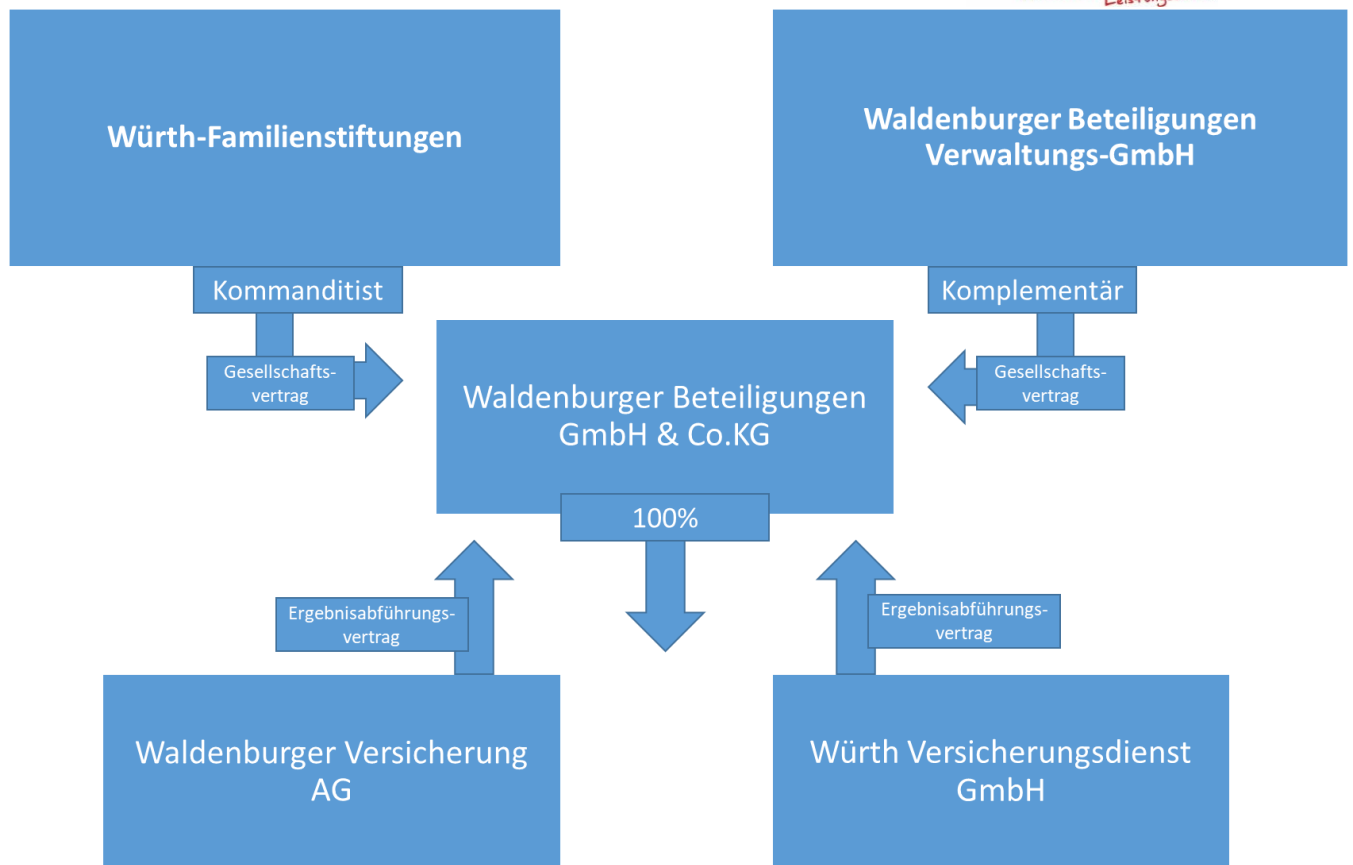 Würth-Familienstiftungen
Waldenburger Beteiligungen
Verwaltungs-GmbH
Kommanditist
Komplementär
Gesellschafts-
vertrag
Gesellschafts-
vertrag
Waldenburger Beteiligungen
GmbH & Co.KG
100%
Ergebnisabführungs-
vertrag
Ergebnisabführungs-
vertrag
Waldenburger Versicherung
AG
Würth Versicherungsdienst
GmbH